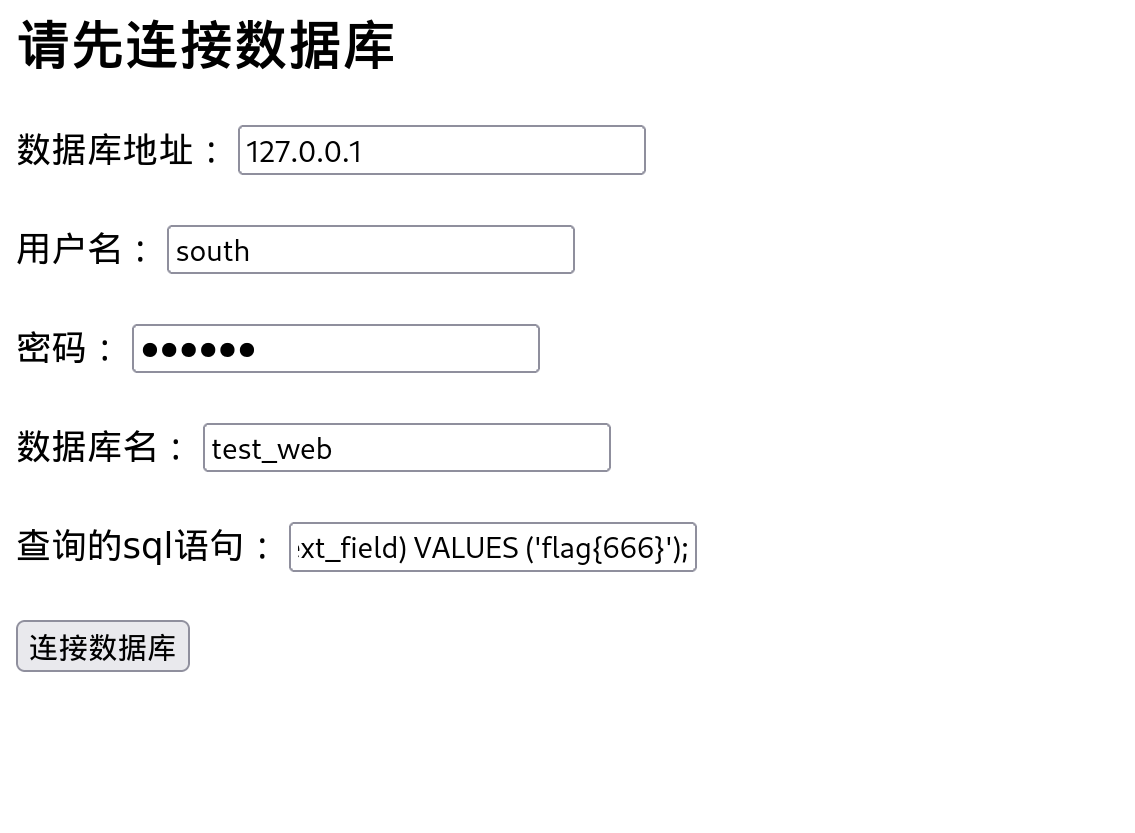 请先连接数据库
数据库地址： 127.0.0.1
用户名： south
密码： ●●●●●●
数据库名： test_web
查询的sql语句： xt_field) VALUES ('flag{666}');
连接数据库